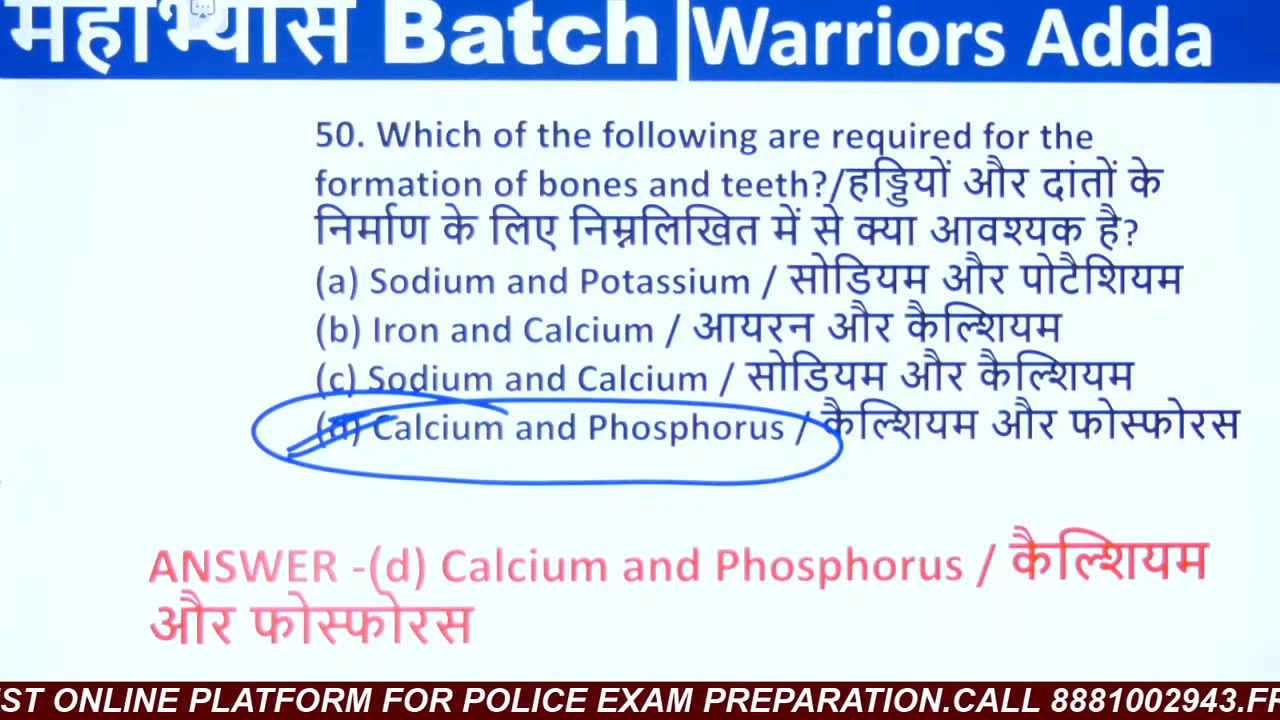 महाभ्यास Batch Warriors Adda
50. Which of the following are required for the
formation of bones and teeth?/हड्डियों और दांतों के
निर्माण के लिए निम्नलिखित में से क्या आवश्यक है?
(a) Sodium and Potassium / सोडियम और पोटैशियम
(b) Iron and Calcium / आयरन और कैल्शियम
(c) Sodium and Calcium / सोडियम और कैल्शियम
(d) Calcium and Phosphorus / कैल्शियम और फोस्फोरस
ANSWER -(d) Calcium and Phosphorus / कैल्शियम
और फोस्फोरस
ONLINE PLATFORM FOR POLICE EXAM PREPARATION.CALL 8881002943.